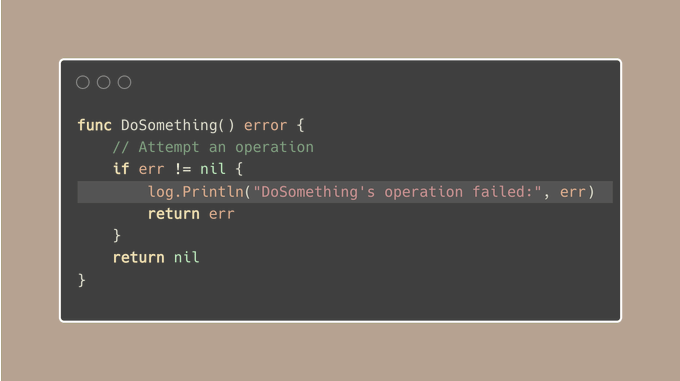 func DoSomething() error {
    // Attempt an operation
    if err != nil {
        log.Println("DoSomething's operation failed:", err)
        return err
    }
    return nil
}